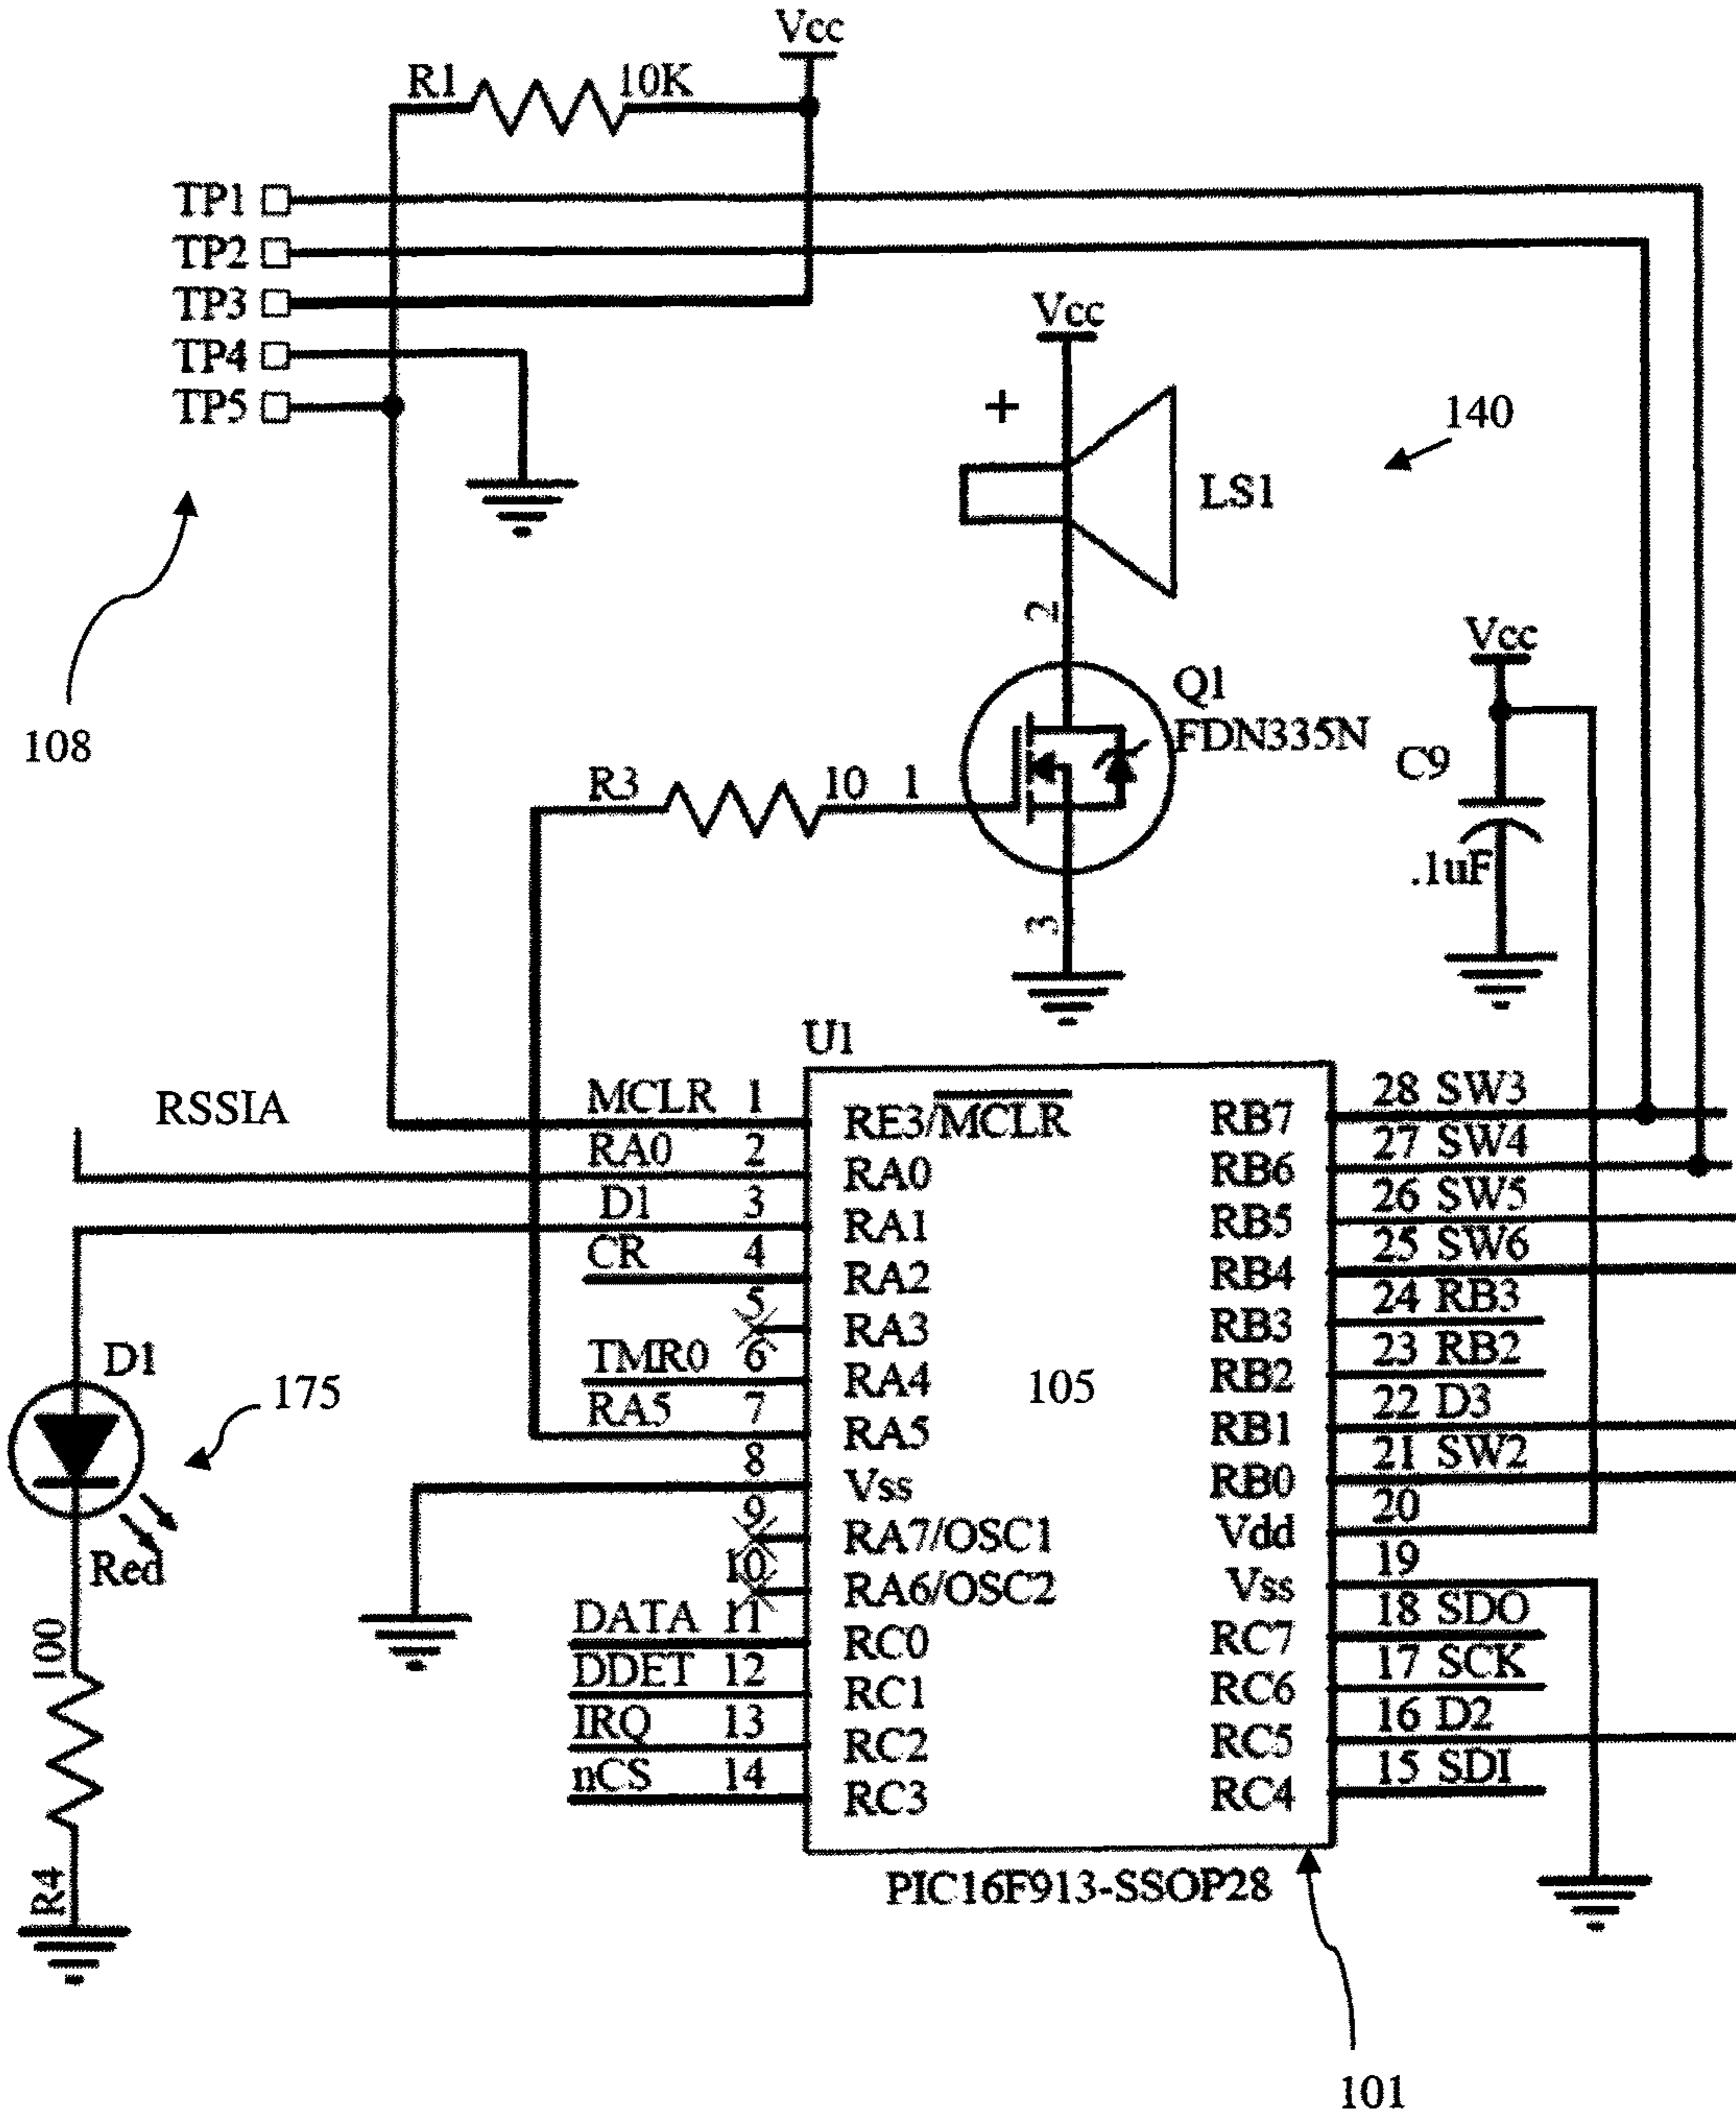 Vcc
R1 10K
TP1
TP2
TP3
TP4
TP5
108
Vcc
+
140
LS1
2
Q1
FDN335N
R3 10 1
3
Vcc
C9
.1uF
U1
RSSIA
MCLR 1 RE3/MCLR RB7 28 SW3
RA0 2 RA0 RB6 27 SW4
D1 3 RA1 RB5 26 SW5
CR 4 RA2 RB4 25 SW6
5 RA3 RB3 24 RB3
TMR0 6 RA4 RB2 23 RB2
RA5 7 RA5 RB1 22 D3
8 Vss RB0 21 SW2
9 RA7/OSC1 Vdd 20
10 RA6/OSC2 Vss 19
DATA 11 RC0 RC7 18 SDO
DDET 12 RC1 RC6 17 SCK
IRQ 13 RC2 RC5 16 D2
nCS 14 RC3 RC4 15 SDI
105
PIC16F913-SSOP28
101
D1
175
Red
100
R4